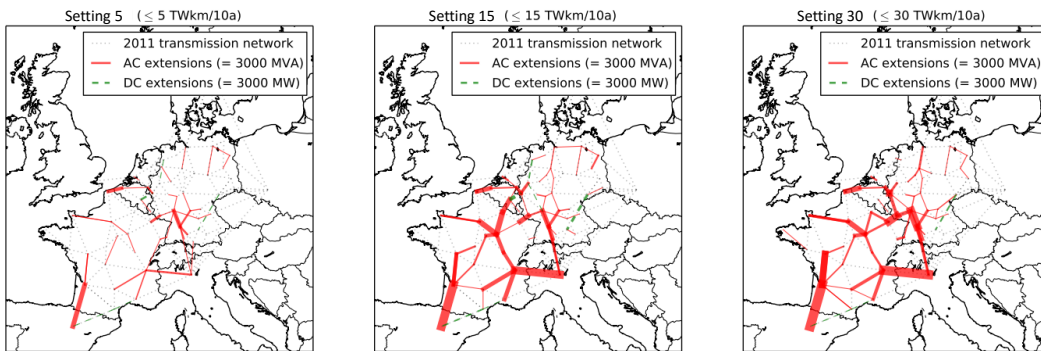 Setting 5 (≤ 5 TWkm/10a)
2011 transmission network
AC extensions (= 3000 MVA)
DC extensions (= 3000 MW)
Setting 15 (≤ 15 TWkm/10a)
2011 transmission network
AC extensions (= 3000 MVA)
DC extensions (= 3000 MW)
Setting 30 (≤ 30 TWkm/10a)
2011 transmission network
AC extensions (= 3000 MVA)
DC extensions (= 3000 MW)